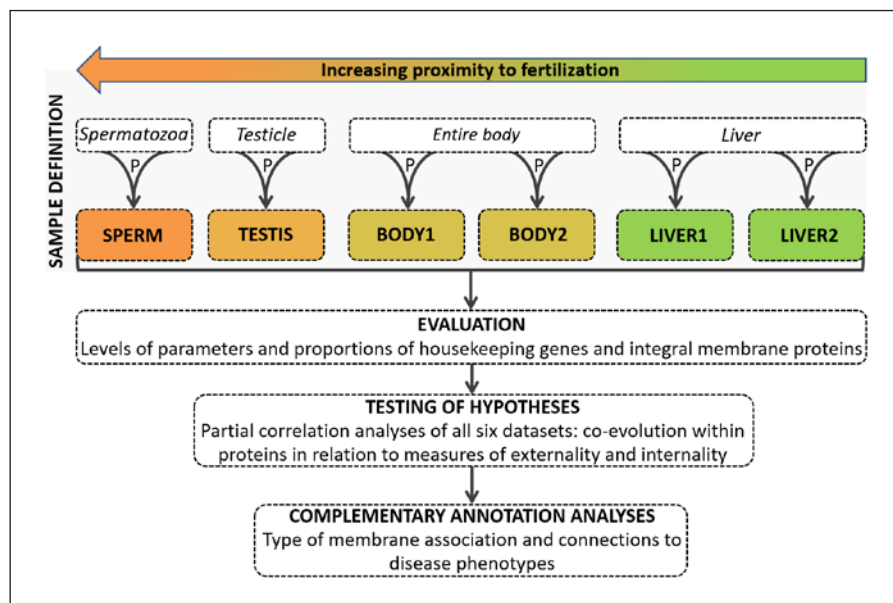 Increasing proximity to fertilization
SAMPLE DEFINITION
Spermatozoa Testicle Entire body Liver
P P P P P P
SPERM TESTIS BODY1 BODY2 LIVER1 LIVER2
EVALUATION
Levels of parameters and proportions of housekeeping genes and integral membrane proteins
TESTING OF HYPOTHESES
Partial correlation analyses of all six datasets: co-evolution within
proteins in relation to measures of externality and internality
COMPLEMENTARY ANNOTATION ANALYSES
Type of membrane association and connections to
disease phenotypes